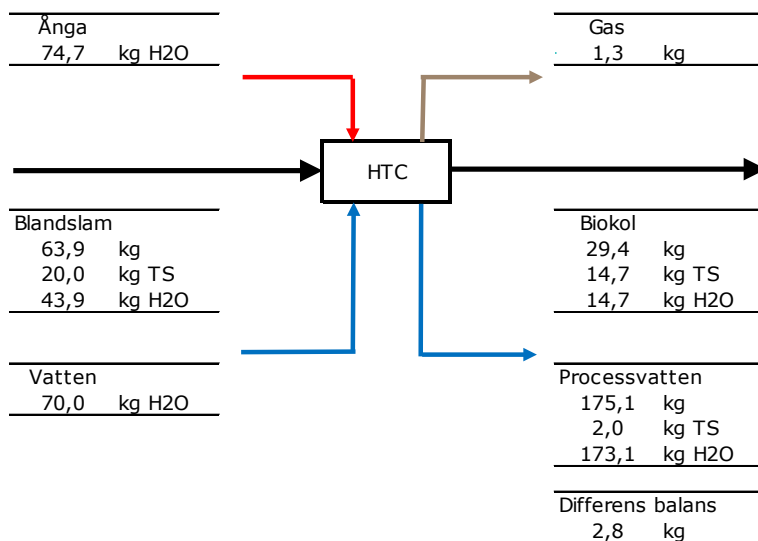 Ånga
74,7 kg H2O
Gas
1,3 kg
HTC
Blandslam
63,9 kg
20,0 kg TS
43,9 kg H2O
Biokol
29,4 kg
14,7 kg TS
14,7 kg H2O
Vatten
70,0 kg H2O
Processvatten
175,1 kg
2,0 kg TS
173,1 kg H2O
Differens balans
2,8 kg